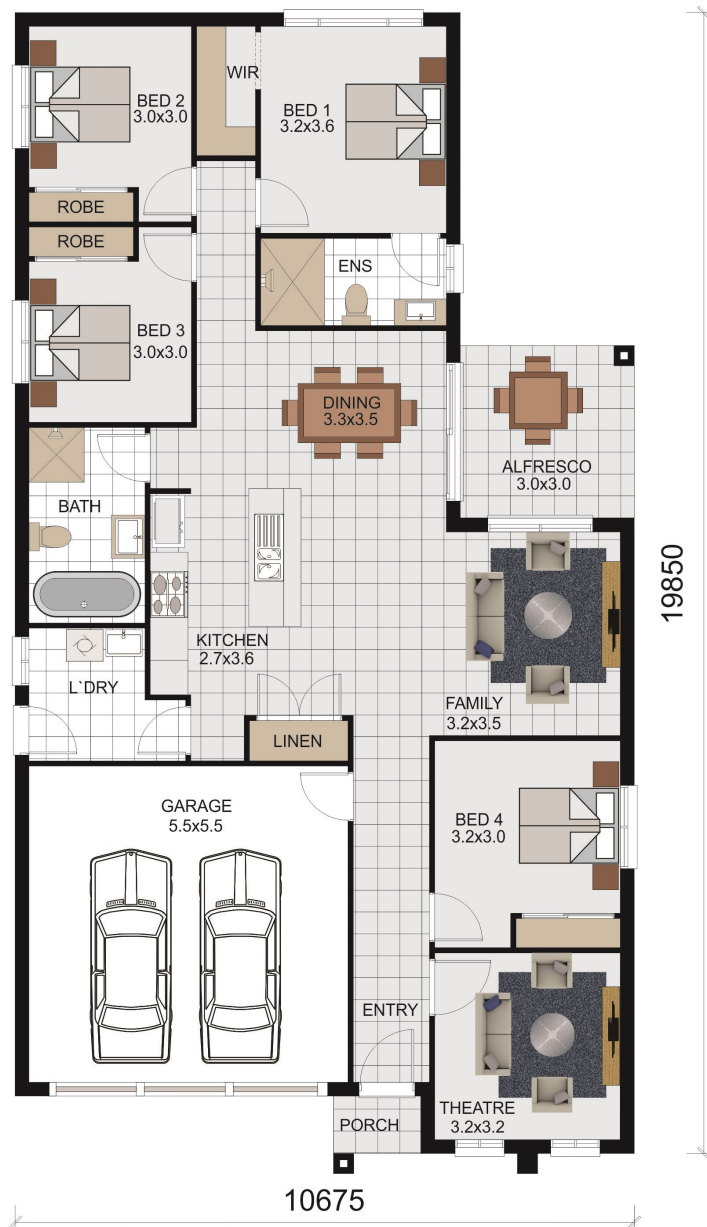 WIR
BED 2
3.0x3.0
BED 1
3.2x3.6
ROBE
ROBE
ENS
BED 3
3.0x3.0
DINING
3.3x3.5
ALFRESCO
3.0x3.0
BATH
19850
KITCHEN
2.7x3.6
L`DRY
FAMILY
3.2x3.5
LINEN
GARAGE
5.5x5.5
BED 4
3.2x3.0
ENTRY
THEATRE
3.2x3.2
PORCH
10675